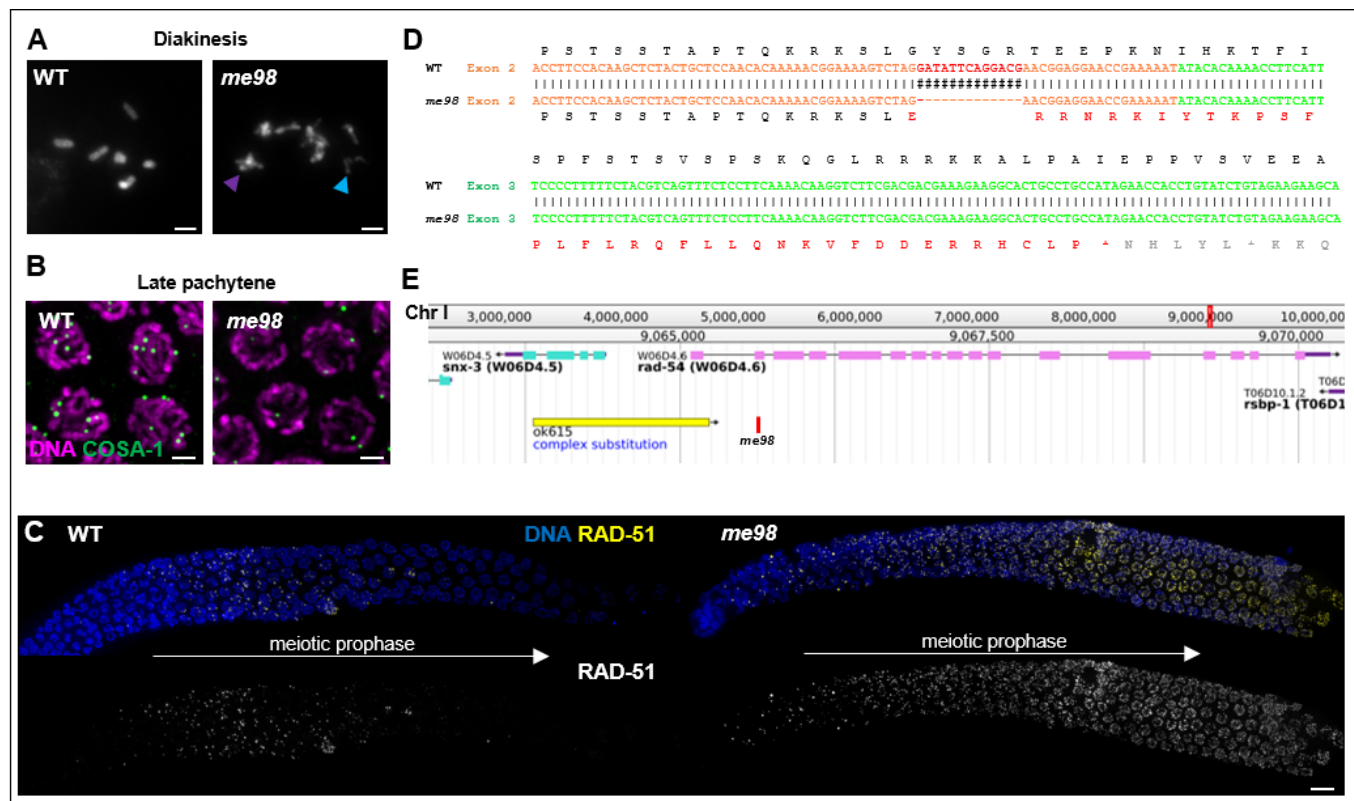 A Diakinesis
WT me98
B Late pachytene
WT me98
DNA COSA-1
C WT DNA RAD-51 me98
meiotic prophase meiotic prophase
RAD-51
D
P S T S S T A P T Q K R K S L G Y S G R T E E P K N I H K T F I
WT Exon 2 ACCTTCCACAAGCTCTACTGCTCCAACACAAAAACGGAAAAGTCTAGGATATTCAGGACGAACGGAGGAACCGAAAAATATACACAAAACCTTCATT
me98 Exon 2 ACCTTCCACAAGCTCTACTGCTCCAACACAAAAACGGAAAAGTCTAG-------------AACGGAGGAACCGAAAAATATACACAAAACCTTCATT
P S T S S T A P T Q K R K S L E R R N R K I Y T K P S F
S P F S T S V S P S K Q G L R R R K K A L P A I E P P V S V E E A
WT Exon 3 TCCCCTTTTTCTACGTCAGTTTCTCCTTCAAAACAAGGTCTTCGACGACGAAAGAAGGCACTGCCTGCCATAGAACCACCTGTATCTGTAGAAGAAGCA
me98 Exon 3 TCCCCTTTTTCTACGTCAGTTTCTCCTTCAAAACAAGGTCTTCGACGACGAAAGAAGGCACTGCCTGCCATAGAACCACCTGTATCTGTAGAAGAAGCA
P L F L R Q F L L Q N K V F D D E R R H C L P * N H L Y L * K K Q
E
Chr I 3,000,000 4,000,000 5,000,000 6,000,000 7,000,000 8,000,000 9,000,000 10,000,00
9,065,000 9,067,500 9,070,000
W06D4.5 W06D4.6
snx-3 (W06D4.5) rad-54 (W06D4.6)
T06D
T06D10.1.2
rsbp-1 (T06D1
ok615
complex substitution
me98